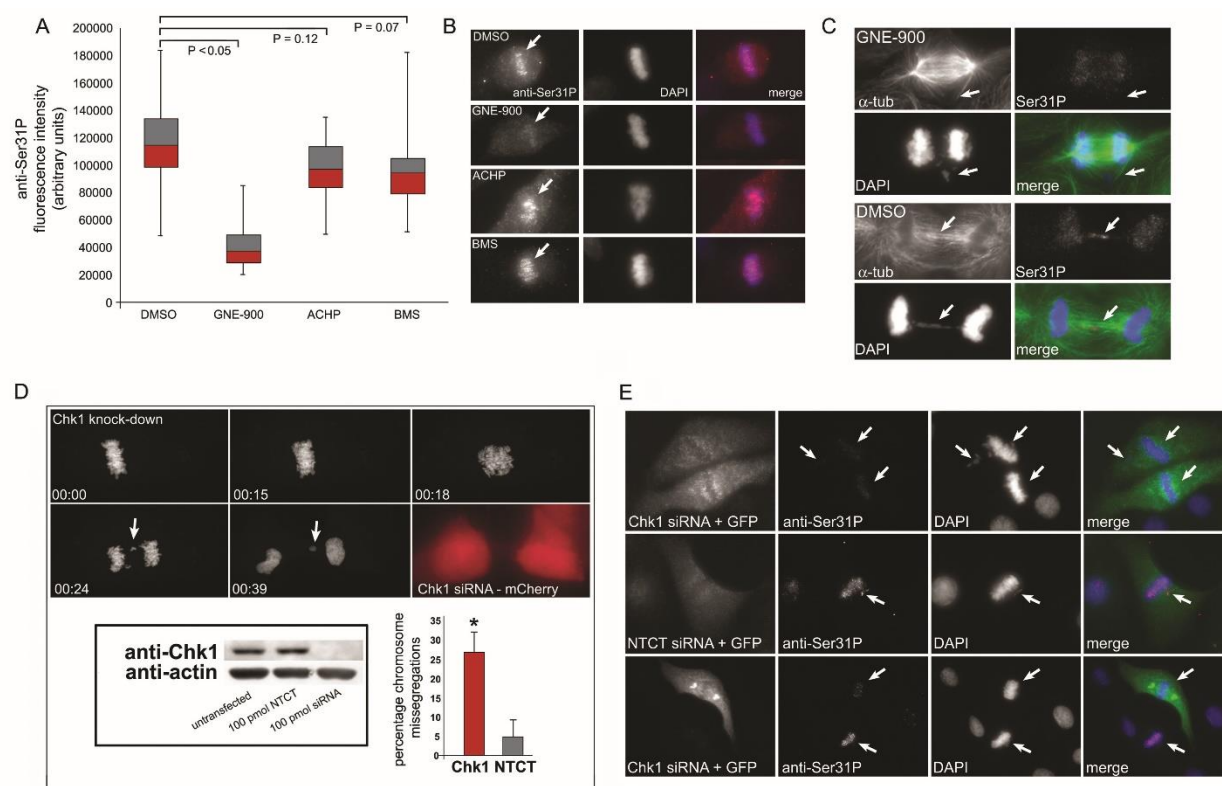 A
200000
180000
160000
140000
120000
100000
80000
60000
40000
20000
0
anti-Ser31P
fluorescence intensity
(arbitrary units)
P <0.05
P = 0.12
P = 0.07
DMSO
GNE-900
ACHP
BMS
B
DMSO
anti-Ser31P
DAPI
merge
GNE-900
ACHP
BMS
C
GNE-900
α-tub
Ser31P
DAPI
merge
DMSO
α-tub
Ser31P
DAPI
merge
D
Chk1 knock-down
00:00
00:15
00:18
00:24
00:39
Chk1 siRNA - mCherry
anti-Chk1
anti-actin
untransfected
100 pmol NTCT
100 pmol siRNA
percentage chromosome
missegregations
35
30
25
20
15
10
5
0
*
Chk1 NTCT
E
Chk1 siRNA + GFP
anti-Ser31P
DAPI
merge
NTCT siRNA + GFP
anti-Ser31P
DAPI
merge
Chk1 siRNA + GFP
anti-Ser31P
DAPI
merge